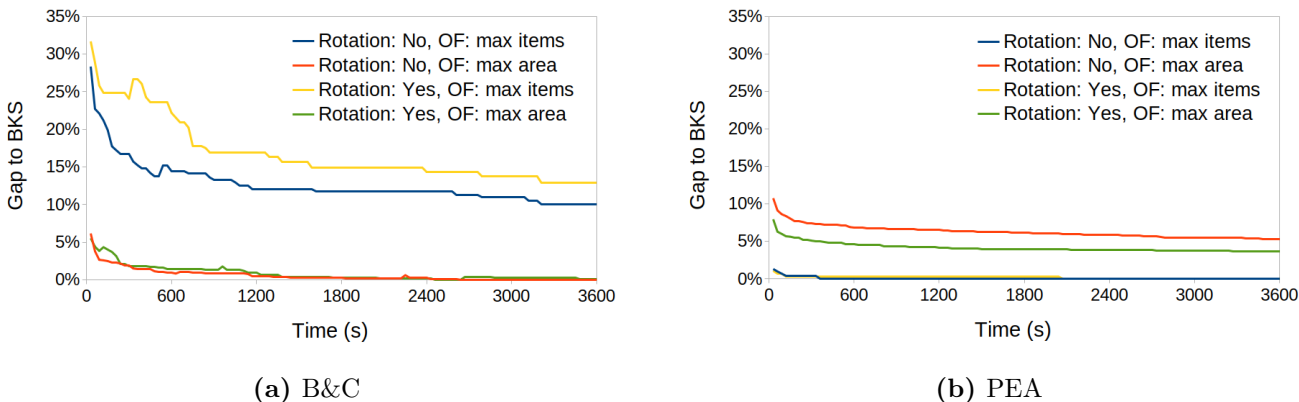 35%
30%
25%
20%
15%
10%
5%
0%
Gap to BKS
Rotation: No, OF: max items
Rotation: No, OF: max area
Rotation: Yes, OF: max items
Rotation: Yes, OF: max area
0 600 1200 1800 2400 3000 3600
Time (s)
(a) B&C
35%
30%
25%
20%
15%
10%
5%
0%
Gap to BKS
Rotation: No, OF: max items
Rotation: No, OF: max area
Rotation: Yes, OF: max items
Rotation: Yes, OF: max area
0 600 1200 1800 2400 3000 3600
Time (s)
(b) PEA